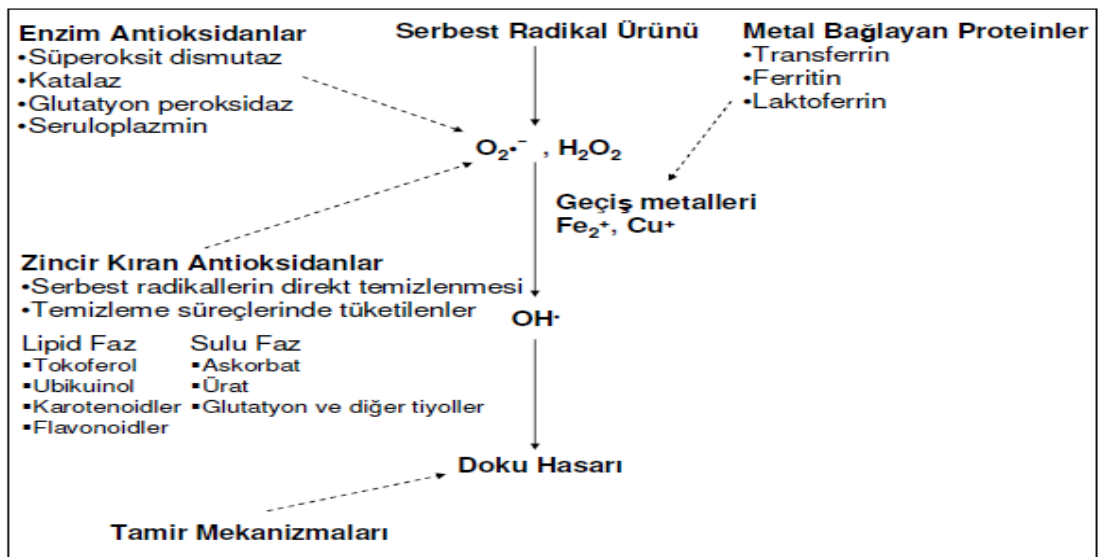 Enzim Antioksidanlar
•Süperoksit dismutaz
•Katalaz
•Glutatyon peroksidaz
•Seruloplazmin
Serbest Radikal Ürünü
Metal Bağlayan Proteinler
•Transferrin
•Ferritin
•Laktoferrin
O₂•⁻ , H₂O₂
Geçiş metalleri
Fe₂⁺, Cu⁺
Zincir Kıran Antioksidanlar
•Serbest radikallerin direkt temizlenmesi
•Temizleme süreçlerinde tüketilenler
Lipid Faz
▪Tokoferol
▪Ubikuinol
▪Karotenoidler
▪Flavonoidler
Sulu Faz
▪Askorbat
▪Ürat
▪Glutatyon ve diğer tiyoller
OH•
Doku Hasarı
Tamir Mekanizmaları